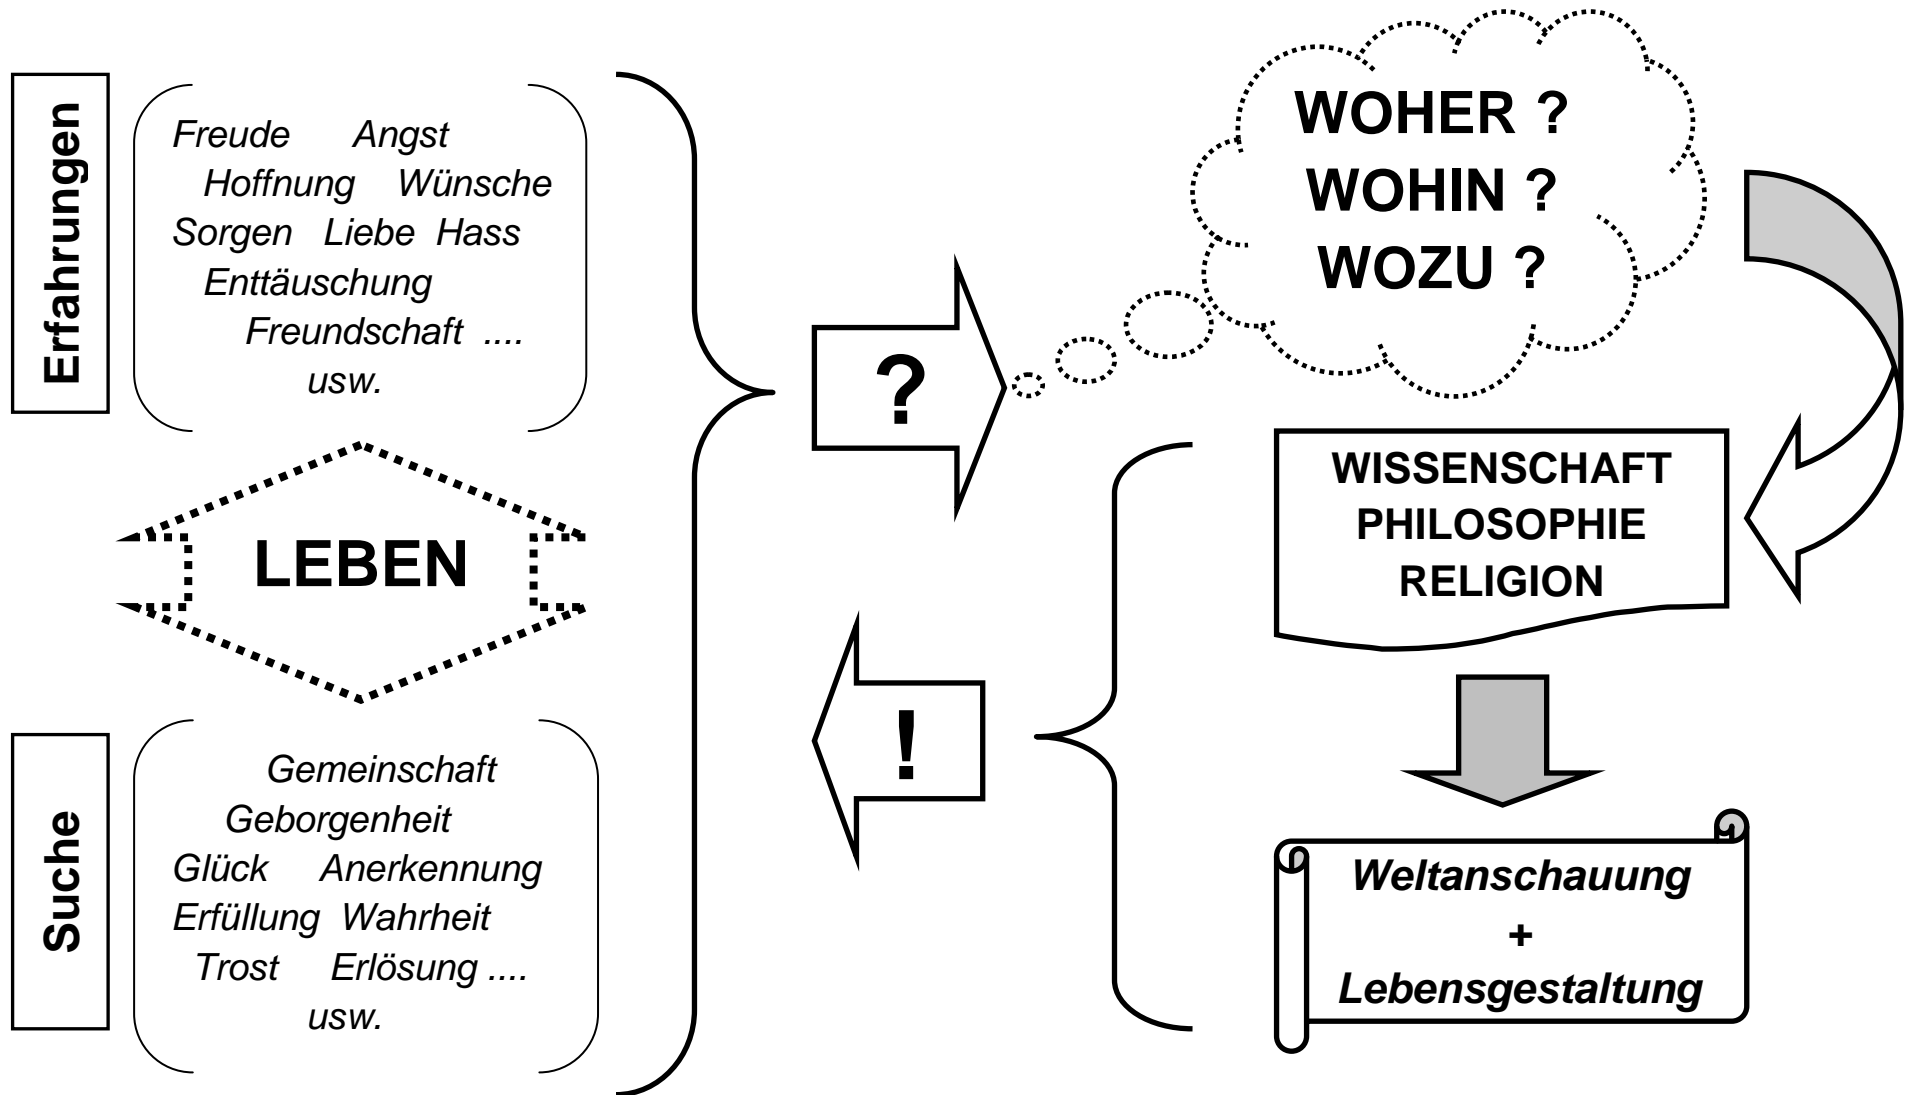 Erfahrungen
Freude Angst
Hoffnung Wünsche
Sorgen Liebe Hass
Enttäuschung
Freundschaft ....
usw.
LEBEN
Suche
Gemeinschaft
Geborgenheit
Glück Anerkennung
Erfüllung Wahrheit
Trost Erlösung ....
usw.
?
WOHER ?
WOHIN ?
WOZU ?
WISSENSCHAFT
PHILOSOPHIE
RELIGION
Weltanschauung
+
Lebensgestaltung
!